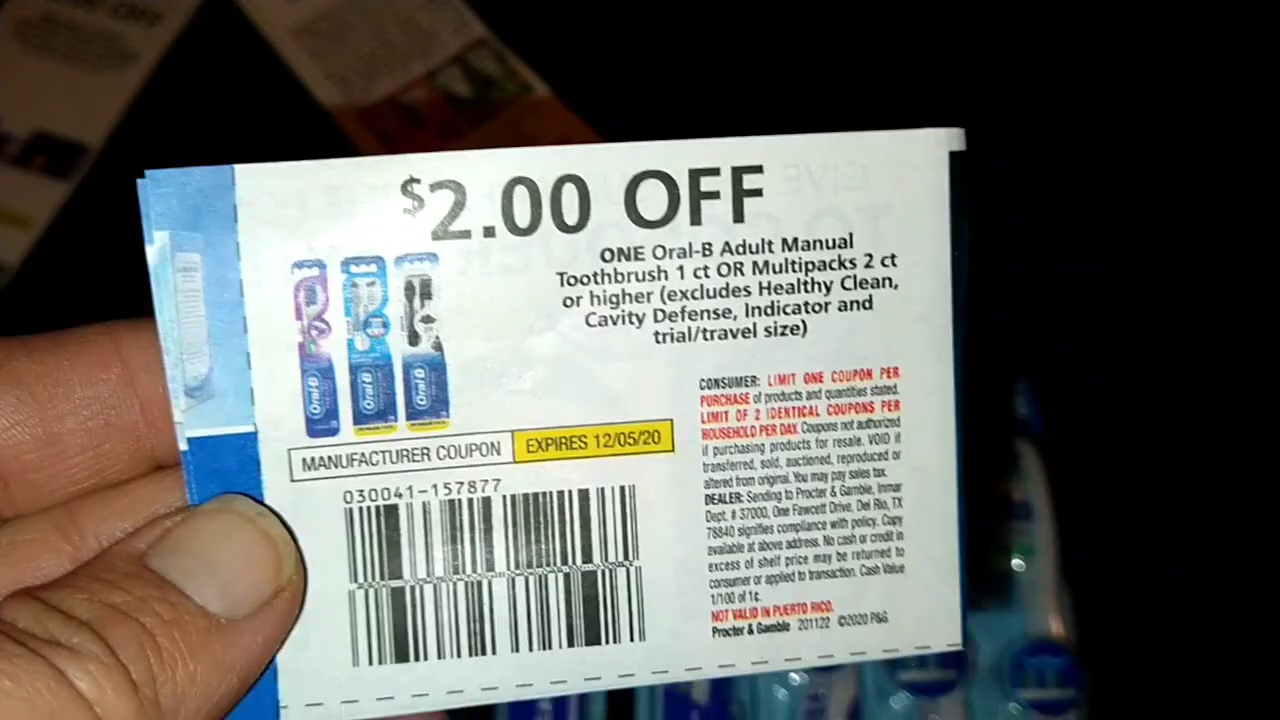 $2.00 OFF
ONE Oral-B Adult Manual
Toothbrush 1 ct OR Multipacks 2 ct
or higher (excludes Healthy Clean,
Cavity Defense, Indicator and
trial/travel size)
Oral-B Oral-B Oral-B
MANUFACTURER COUPON EXPIRES 12/05/20
030041-157877
CONSUMER: LIMIT ONE COUPON PER
PURCHASE of products and quantities stated.
LIMIT OF 2 IDENTICAL COUPONS PER
HOUSEHOLD PER DAY. Coupons not authorized
if purchasing products for resale. VOID if
transferred, sold, auctioned, reproduced or
altered from original. You may pay sales tax.
DEALER: Sending to Procter & Gamble, Inmar
Dept. # 37000, One Fawcett Drive, Del Rio, TX
78840 signifies compliance with policy. Copy
available at above address. No cash or credit in
excess of shelf price may be returned to
consumer or applied to transaction. Cash Value
1/100 of 1¢.
NOT VALID IN PUERTO RICO.
Procter & Gamble 201122 ©2020 P&G